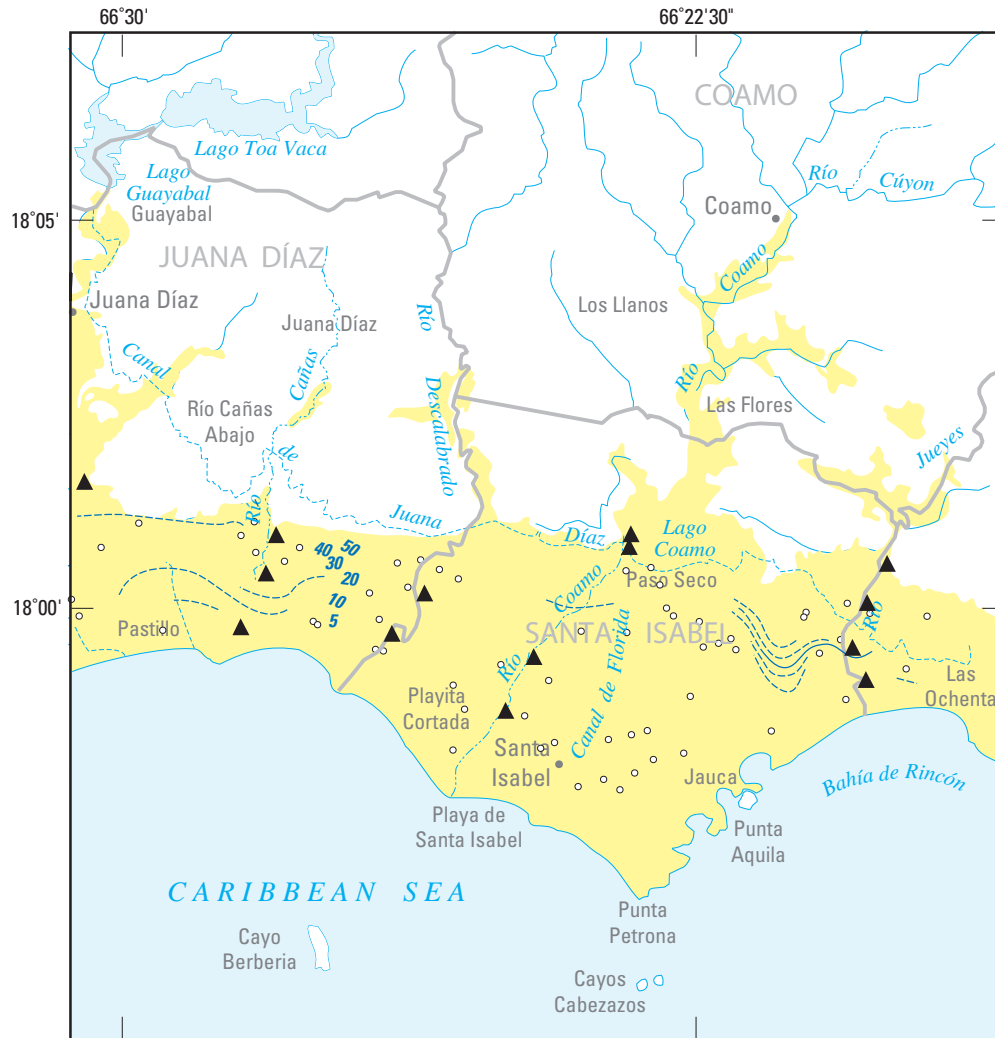 66°30'
66°22'30"
COAMO
Lago Toa Vaca
Lago
Guayabal
Guayabal
Río
Cúyon
18°05'
Coamo
JUANA DÍAZ
Coamo
Juana Díaz
Los Llanos
Juana Díaz
Río
Canal
Cañas
Río
Descalabrado
Río Cañas
Abajo
Las Flores
de
Jueyes
Río
Juana
Díaz
Lago
Coamo
40 50
30
20
10
5
Coamo
Paso Seco
18°00'
Pastillo
SANTA ISABEL
Río
Río
Canal de Florida
Playita
Cortada
Las
Ochenta
Santa
Isabel
Jauca
Bahía de Rincón
Playa de
Santa Isabel
Punta
Aquila
CARIBBEAN SEA
Punta
Petrona
Cayo
Berberia
Cayos
Cabezazos